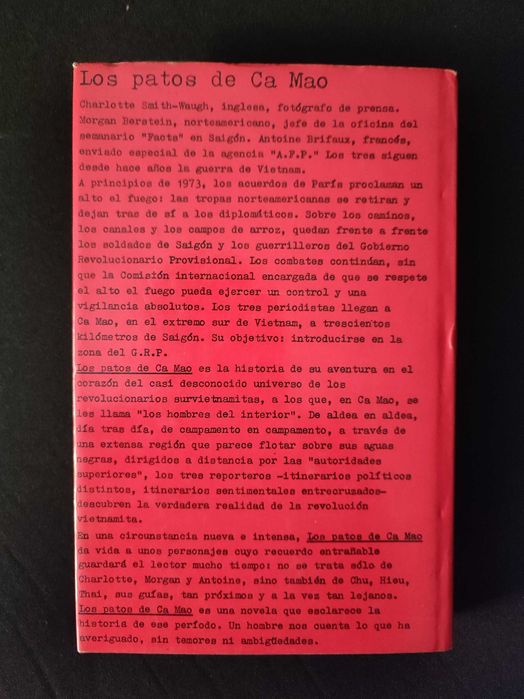 Los patos de Ca Mao
Charlotte Smith-Waugh, inglesa, fotógrafo de prensa.
Morgan Berstein, norteamericano, jefe de la oficina del
semanario "Facts" en Saigón. Antoine Brifaux, francés,
enviado especial de la agencia "A.F.P." Los tres siguen
desde hace años la guerra de Vietnam.
A principios de 1973, los acuerdos de París proclaman un
alto el fuego: las tropas norteamericanas se retiran y
dejan tras de sí a los diplomáticos. Sobre los caminos,
los canales y los campos de arroz, quedan frente a frente
los soldados de Saigón y los guerrilleros del Gobierno
Revolucionario Provisional. Los combates continúan, sin
que la Comisión internacional encargada de que se respete
el alto el fuego pueda ejercer un control y una
vigilancia absolutos. Los tres periodistas llegan a
Ca Mao, en el extremo sur de Vietnam, a trescientos
kilómetros de Saigón. Su objetivo: introducirse en la
zona del G.R.P.
Los patos de Ca Mao es la historia de su aventura en el
corazón del casi desconocido universo de los
revolucionarios survietnamitas, a los que, en Ca Mao, se
les llama "los hombres del interior". De aldea en aldea,
día tras día, de campamento en campamento, a través de
una extensa región que parece flotar sobre sus aguas
negras, dirigidos a distancia por las "autoridades
superiores", los tres reporteros -itinerarios políticos
distintos, itinerarios sentimentales entrecruzados-
descubren la verdadera realidad de la revolución
vietnamita.
En una circunstancia nueva e intensa, Los patos de Ca Mao
da vida a unos personajes cuyo recuerdo entrañable
guardará el lector mucho tiempo: no se trata sólo de
Charlotte, Morgan y Antoine, sino también de Chu, Hieu,
Thai, sus guías, tan próximos y a la vez tan lejanos.
Los patos de Ca Mao es una novela que esclarece la
historia de ese período. Un hombre nos cuenta lo que ha
averiguado, sin temores ni ambigüedades.